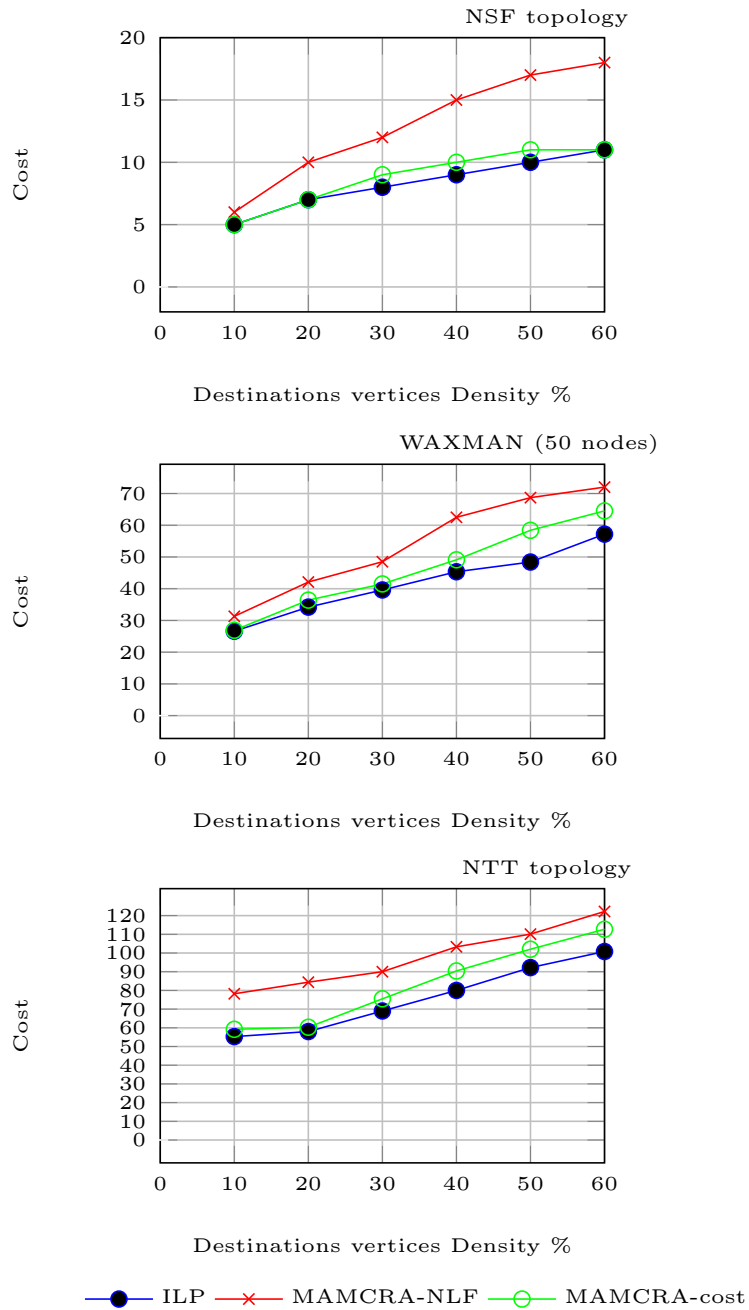 NSF topology
20
15
10
5
0
Cost
0 10 20 30 40 50 60
Destinations vertices Density %
WAXMAN (50 nodes)
70
60
50
40
30
20
10
0
Cost
0 10 20 30 40 50 60
Destinations vertices Density %
NTT topology
120
110
100
90
80
70
60
50
40
30
20
10
0
Cost
0 10 20 30 40 50 60
Destinations vertices Density %
ILP MAMCRA-NLF MAMCRA-cost